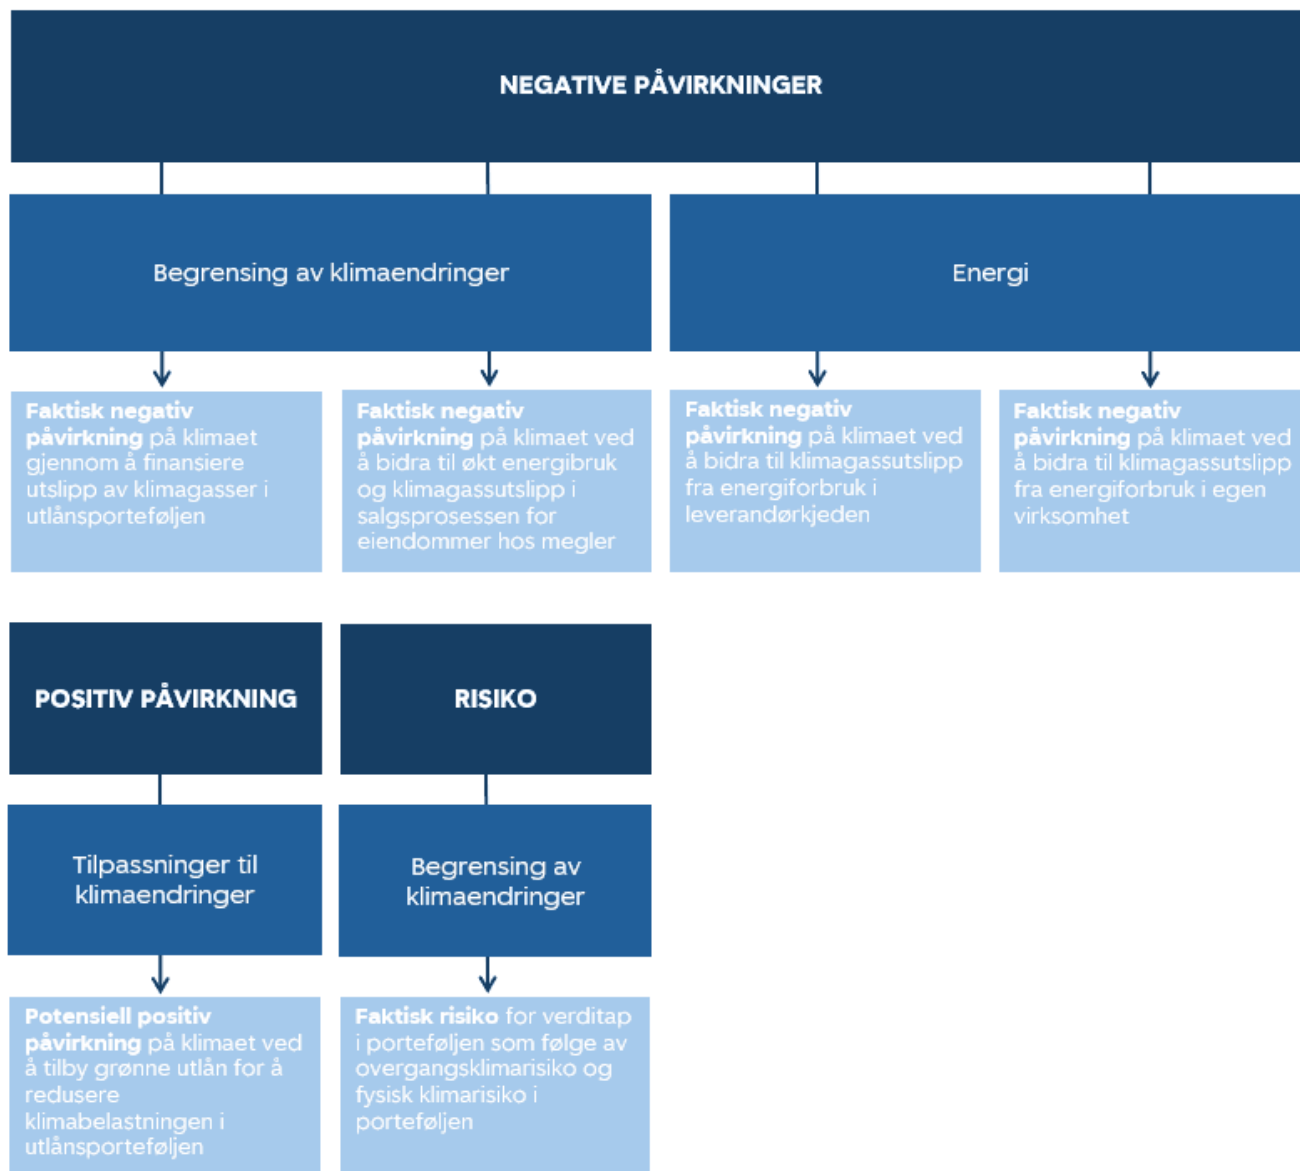 NEGATIVE PÅVIRKNINGER
Begrensing av klimaendringer
Energi
Faktisk negativ
påvirkning på klimaet
gjennom å finansiere
utslipp av klimagasser i
utlånsporteføljen
Faktisk negativ
påvirkning på klimaet ved
å bidra til økt energibruk
og klimagassutslipp i
salgsprosessen for
eiendommer hos megler
Faktisk negativ
påvirkning på klimaet ved
å bidra til klimagassutslipp
fra energiforbruk i
leverandørkjeden
Faktisk negativ
påvirkning på klimaet ved
å bidra til klimagassutslipp
fra energiforbruk i egen
virksomhet
POSITIV PÅVIRKNING
Tilpassninger til
klimaendringer
Potensiell positiv
påvirkning på klimaet ved
å tilby grønne utlån for å
redusere
klimabelastningen i
utlånsporteføljen
RISIKO
Begrensing av
klimaendringer
Faktisk risiko for verditap
i porteføljen som følge av
overgangsklimarisiko og
fysisk klimarisiko i
porteføljen